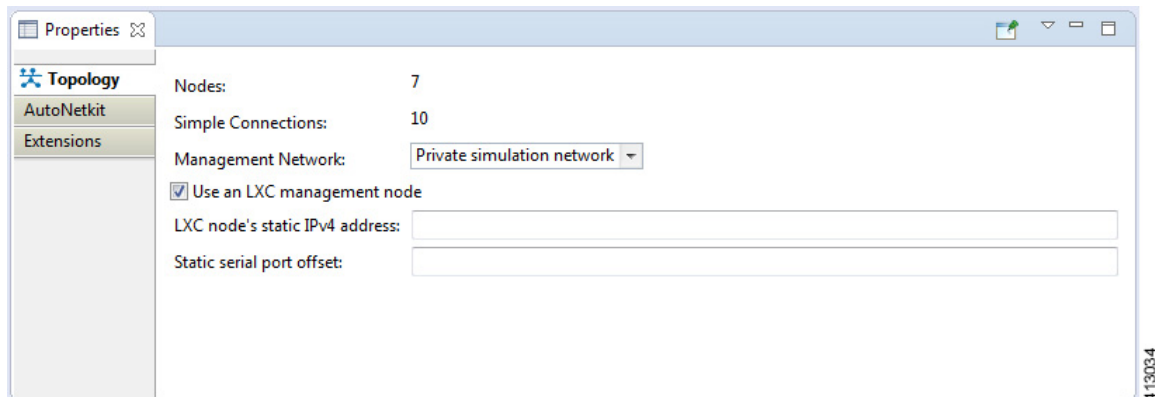 Properties
Topology
AutoNetkit
Extensions
Nodes: 7
Simple Connections: 10
Management Network: Private simulation network
Use an LXC management node
LXC node's static IPv4 address:
Static serial port offset:
413034